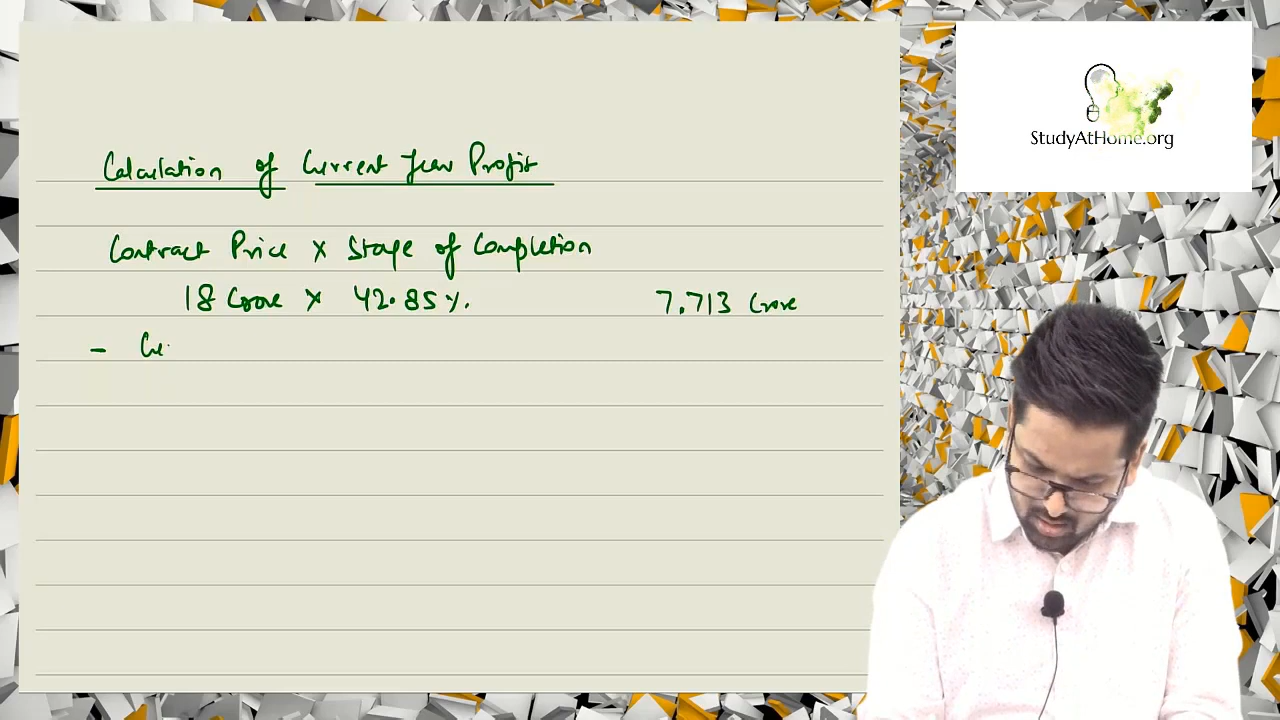 StudyAtHome.org
Calculation of Current Year Profit
Contract Price × Stage of Completion
18 Crore × 42.85%. 7.713 Crore
-